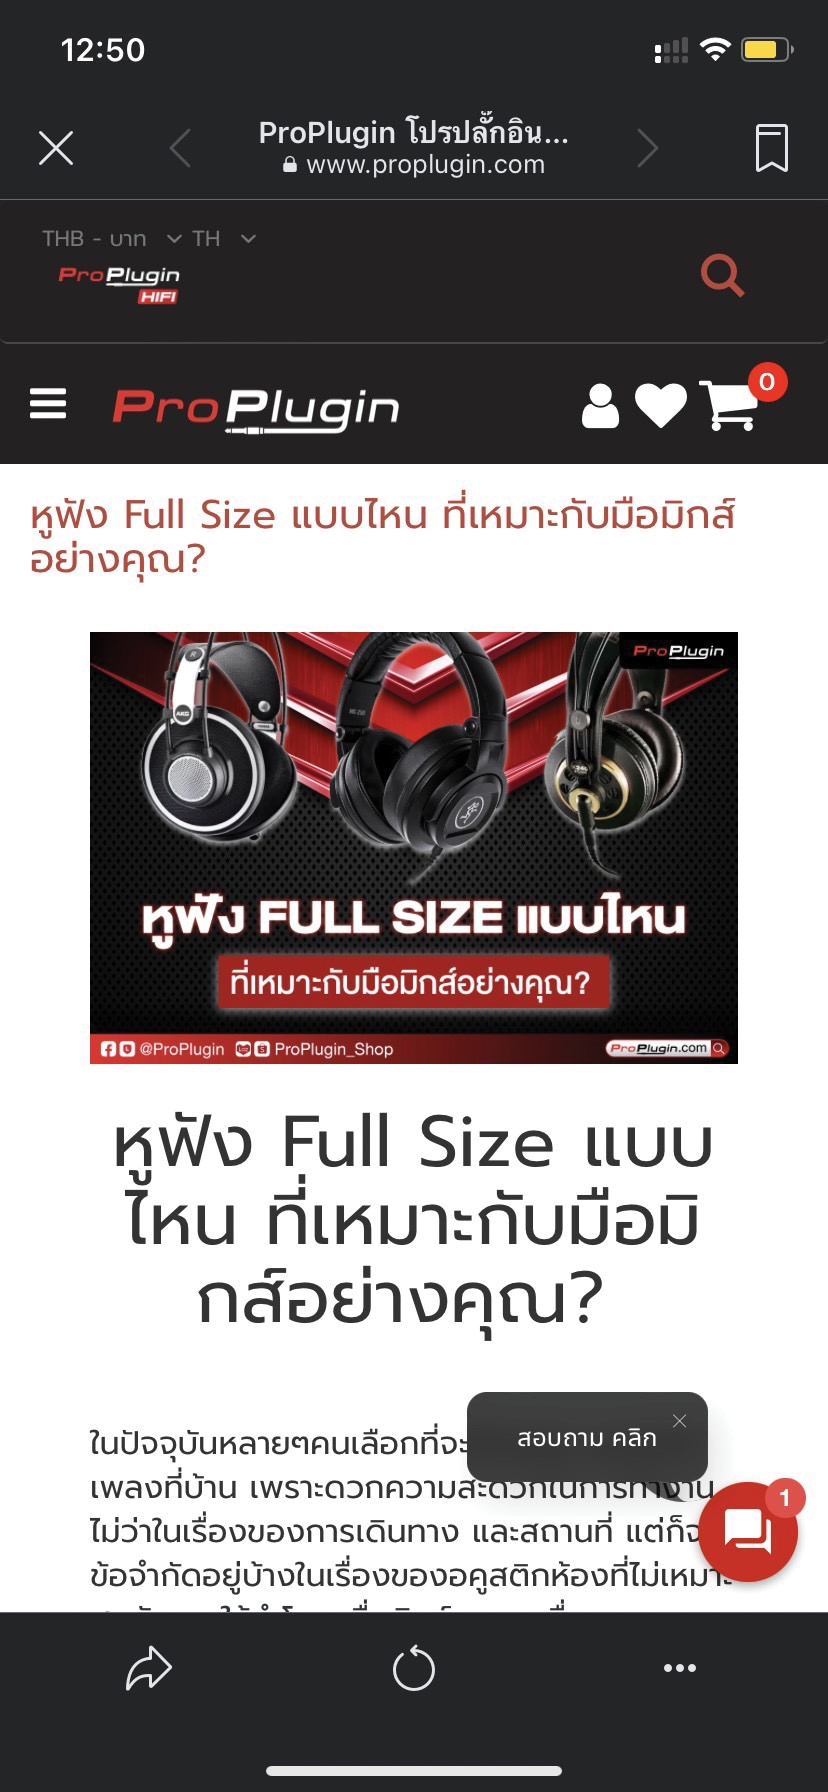 12:50
ProPlugin โปรปลั๊กอิน...
www.proplugin.com
THB - บาท TH
ProPlugin
HIFI
ProPlugin
0
หูฟัง Full Size แบบไหน ที่เหมาะกับมือมิกส์
อย่างคุณ?
ProPlugin
AKG
หูฟัง FULL SIZE แบบไหน
ที่เหมาะกับมือมิกส์อย่างคุณ?
@ProPlugin ProPlugin_Shop
ProPlugin.com
หูฟัง Full Size แบบ
ไหน ที่เหมาะกับมือมิ
กส์อย่างคุณ?
ในปัจจุบันหลายๆคนเลือกที่จะ
สอบถาม คลิก
เพลงที่บ้าน เพราะดวกความสะดวกในการทำงาน
1
ไม่ว่าในเรื่องของการเดินทาง และสถานที่ แต่ก็จ
ข้อจำกัดอยู่บ้างในเรื่องของอคูสติกห้องที่ไม่เหมาะ